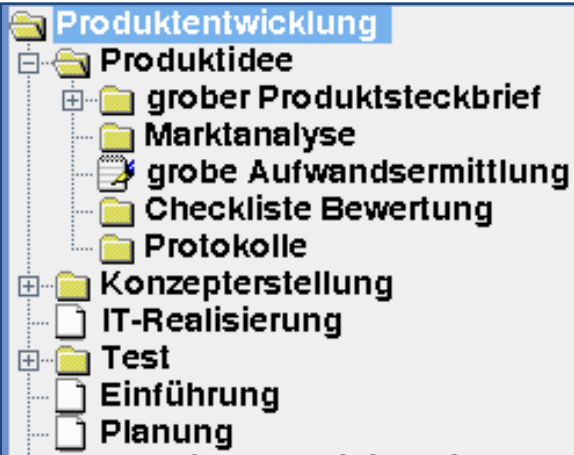 Produktentwicklung
Produktidee
grober Produktsteckbrief
Marktanalyse
grobe Aufwandsermittlung
Checkliste Bewertung
Protokolle
Konzepterstellung
IT-Realisierung
Test
Einführung
Planung